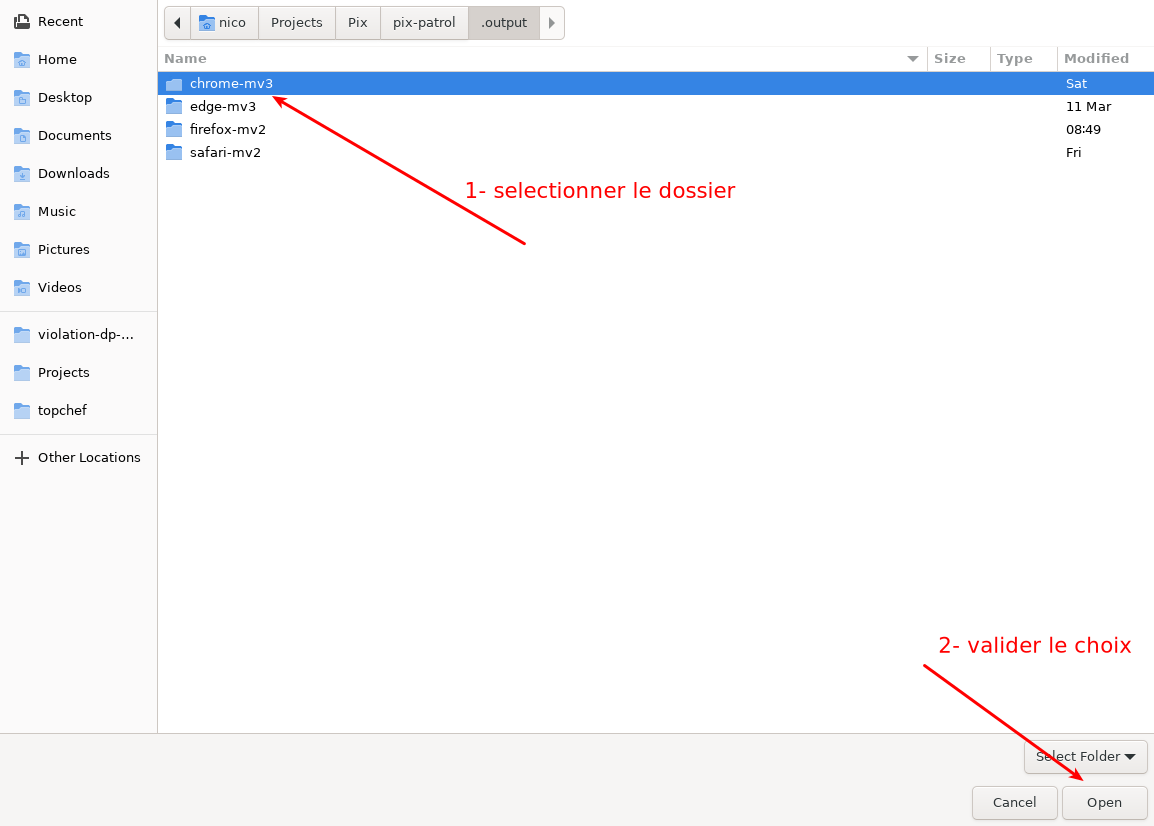 Recent
Home
Desktop
Documents
Downloads
Music
Pictures
Videos
violation-dp-...
Projects
topchef
Other Locations
nico Projects Pix pix-patrol .output
Name Size Type Modified
chrome-mv3 Sat
edge-mv3 11 Mar
firefox-mv2 08:49
safari-mv2 Fri
1- selectionner le dossier
2- valider le choix
Select Folder
Cancel Open